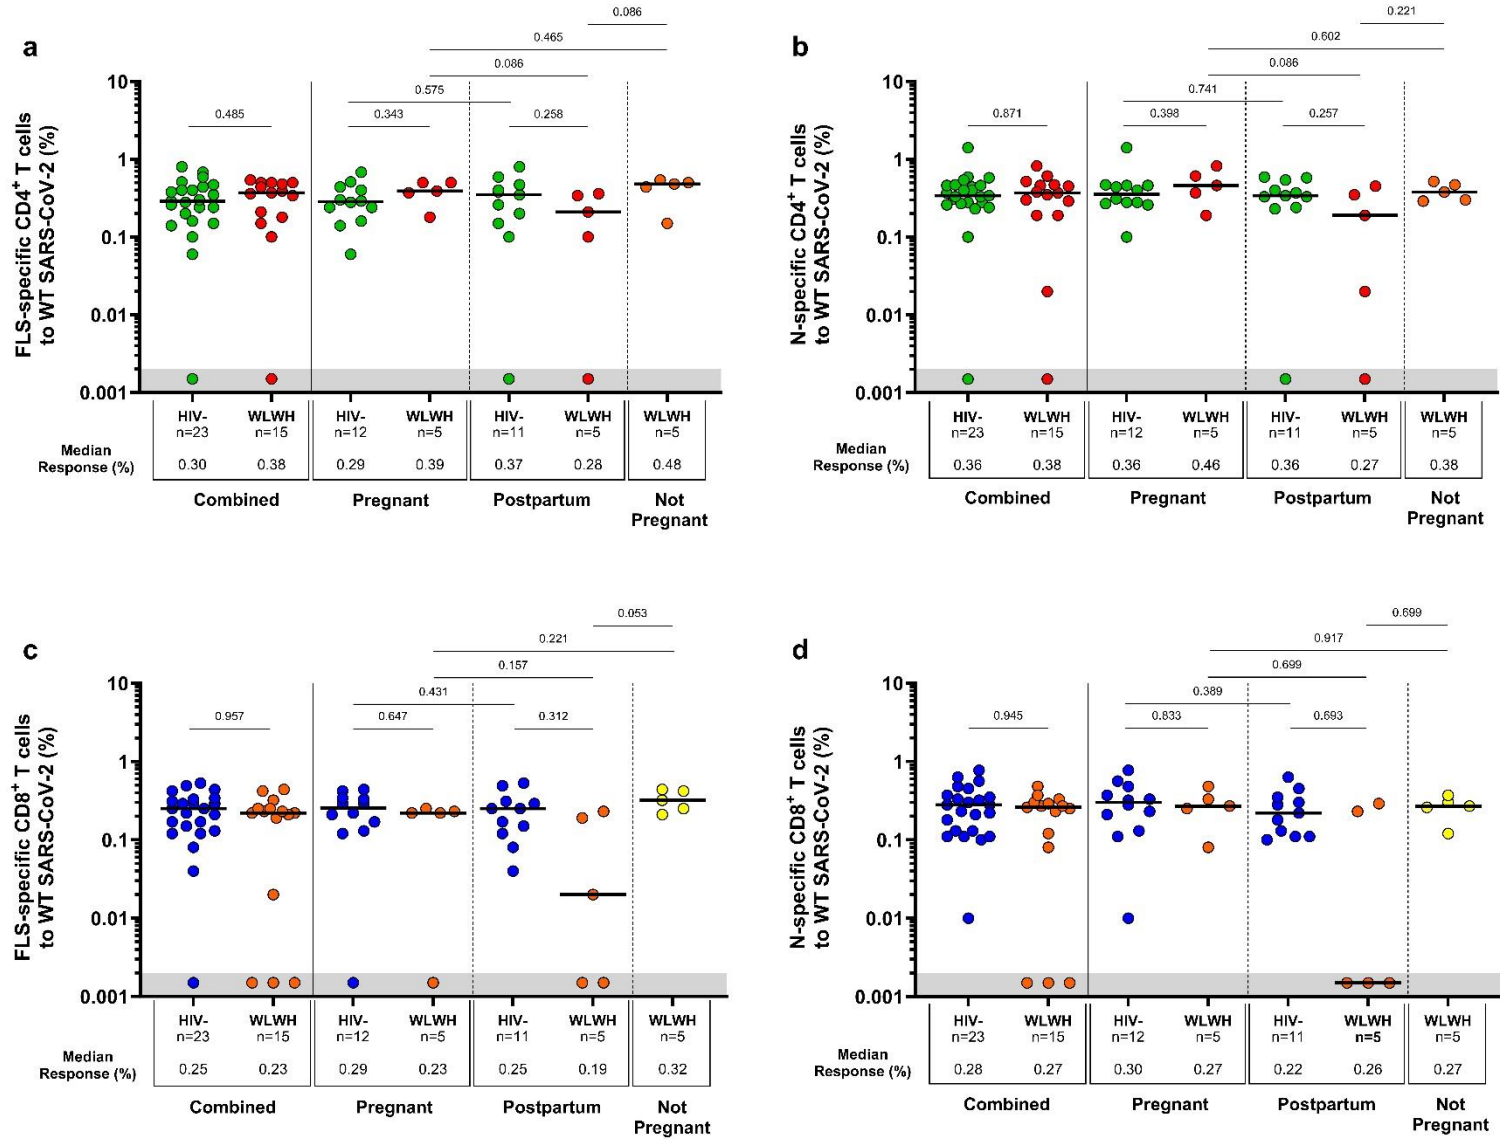 a
0.086
0.465
0.086
0.575
0.485
0.343
0.258
FLS-specific CD4+ T cells
to WT SARS-CoV-2 (%)
10
1
0.1
0.01
0.001
HIV- WLWH HIV- WLWH HIV- WLWH WLWH
n=23 n=15 n=12 n=5 n=11 n=5 n=5
Median
Response (%)
0.30 0.38 0.29 0.39 0.37 0.28 0.48
Combined Pregnant Postpartum Not
Pregnant
b
0.221
0.602
0.086
0.741
0.871
0.398
0.257
N-specific CD4+ T cells
to WT SARS-CoV-2 (%)
10
1
0.1
0.01
0.001
HIV- WLWH HIV- WLWH HIV- WLWH WLWH
n=23 n=15 n=12 n=5 n=11 n=5 n=5
Median
Response (%)
0.36 0.38 0.36 0.46 0.36 0.27 0.38
Combined Pregnant Postpartum Not
Pregnant
c
0.053
0.221
0.157
0.431
0.957
0.647
0.312
FLS-specific CD8+ T cells
to WT SARS-CoV-2 (%)
10
1
0.1
0.01
0.001
HIV- WLWH HIV- WLWH HIV- WLWH WLWH
n=23 n=15 n=12 n=5 n=11 n=5 n=5
Median
Response (%)
0.25 0.23 0.29 0.23 0.25 0.19 0.32
Combined Pregnant Postpartum Not
Pregnant
d
0.699
0.917
0.699
0.389
0.945
0.833
0.693
N-specific CD8+ T cells
to WT SARS-CoV-2 (%)
10
1
0.1
0.01
0.001
HIV- WLWH HIV- WLWH HIV- WLWH WLWH
n=23 n=15 n=12 n=5 n=11 n=5 n=5
Median
Response (%)
0.28 0.27 0.30 0.27 0.22 0.26 0.27
Combined Pregnant Postpartum Not
Pregnant